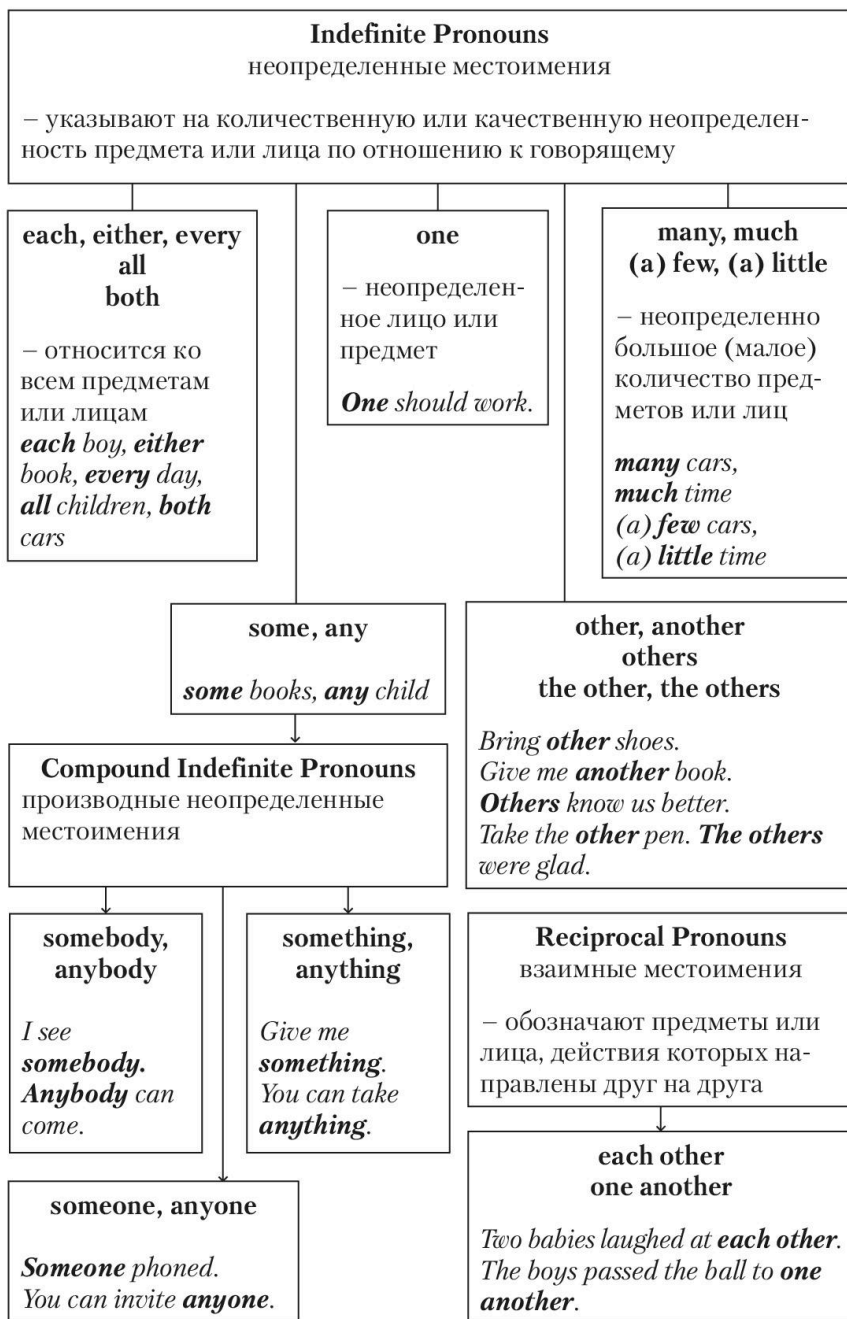 Indefinite Pronouns
неопределенные местоимения
– указывают на количественную или качественную неопределен-
ность предмета или лица по отношению к говорящему
each, either, every
all
both
– относится ко
всем предметам
или лицам
each boy, either
book, every day,
all children, both
cars
one
– неопределен-
ное лицо или
предмет
One should work.
many, much
(a) few, (a) little
– неопределенно
большое (малое)
количество пред-
метов или лиц
many cars,
much time
(a) few cars,
(a) little time
some, any
some books, any child
other, another
others
the other, the others
Bring other shoes.
Give me another book.
Others know us better.
Take the other pen. The others
were glad.
Compound Indefinite Pronouns
производные неопределенные
местоимения
somebody,
anybody
I see
somebody.
Anybody can
come.
something,
anything
Give me
something.
You can take
anything.
someone, anyone
Someone phoned.
You can invite anyone.
Reciprocal Pronouns
взаимные местоимения
– обозначают предметы или
лица, действия которых на-
правлены друг на друга
each other
one another
Two babies laughed at each other.
The boys passed the ball to one
another.